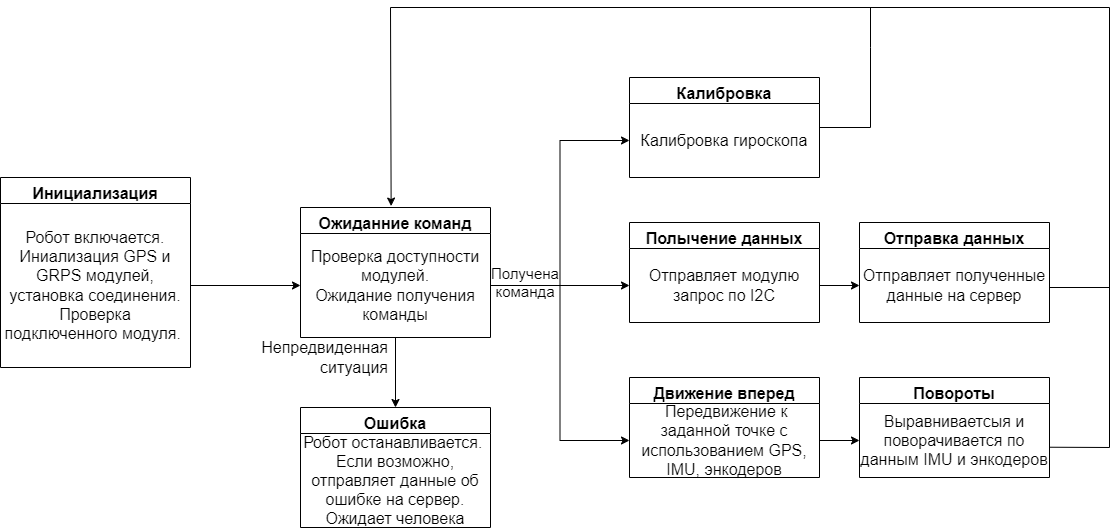 Инициализация
Робот включается.
Иниализация GPS и
GRPS модулей,
установка соединения.
Проверка
подключенного модуля.
Ожиданние команд
Проверка доступности
модулей.
Ожидание получения
команды
Непредвиденная
ситуация
Ошибка
Робот останавливается.
Если возможно,
отправляет данные об
ошибке на сервер.
Ожидает человека
Получена
команда
Калибровка
Калибровка гироскопа
Полычение данных
Отправляет модулю
запрос по I2C
Отправка данных
Отправляет полученные
данные на сервер
Движение вперед
Передвижение к
заданной точке с
использованием GPS,
IMU, энкодеров
Повороты
Выравниваетсыя и
поворачивается по
данным IMU и энкодеров